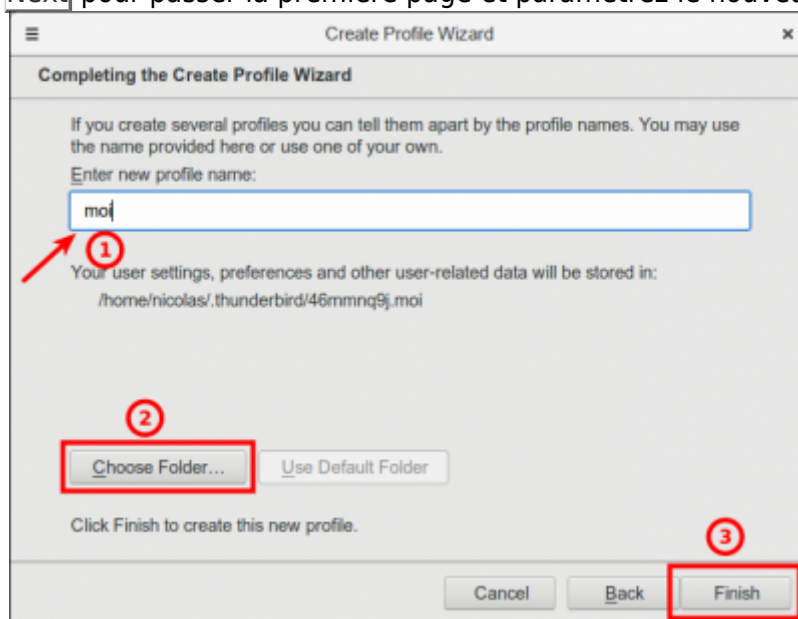 Next pour passer la première page et paramétrez le nouvea
☰ Create Profile Wizard ×
Completing the Create Profile Wizard
If you create several profiles you can tell them apart by the profile names. You may use
the name provided here or use one of your own.
Enter new profile name:
moi
1
Your user settings, preferences and other user-related data will be stored in:
/home/nicolas/.thunderbird/46mmnq9j.moi
2
Choose Folder... Use Default Folder
Click Finish to create this new profile.
3
Cancel Back Finish